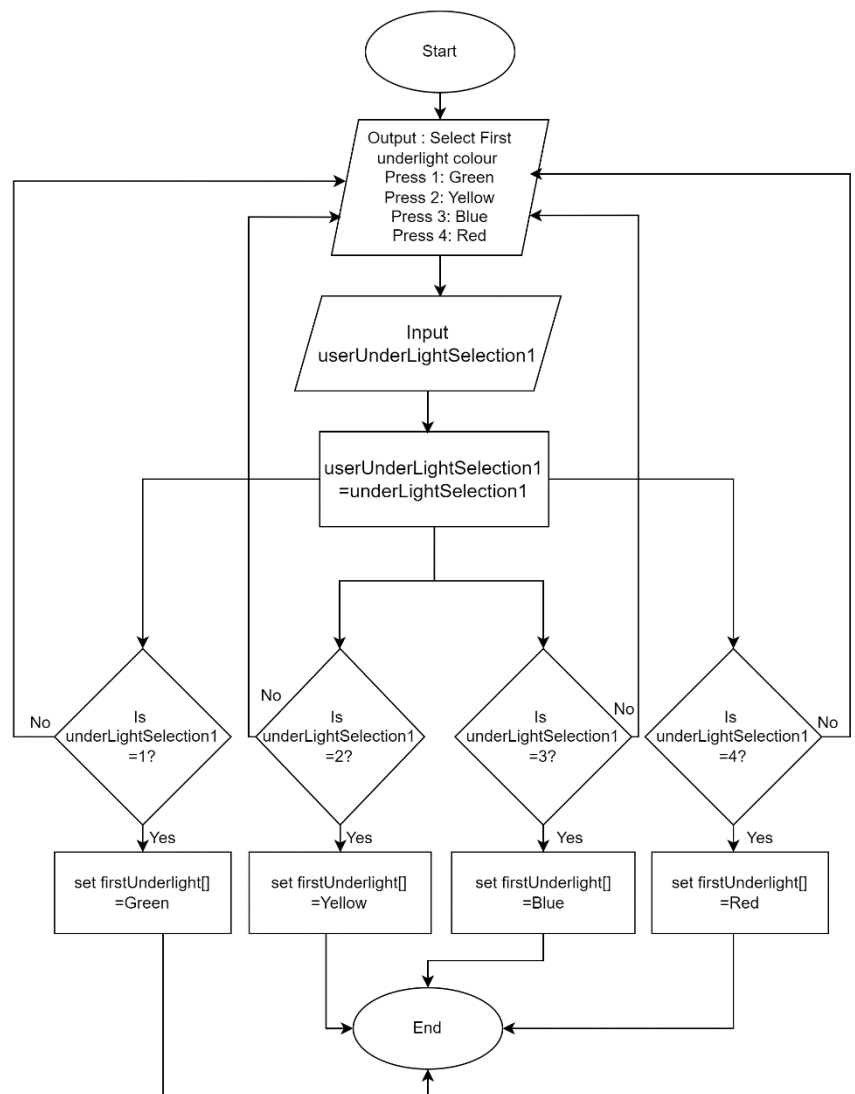 Start
Output : Select First
underlight colour
Press 1: Green
Press 2: Yellow
Press 3: Blue
Press 4: Red
Input
userUnderLightSelection1
userUnderLightSelection1
=underLightSelection1
No
Is
underLightSelection1
=1?
Yes
No
Is
underLightSelection1
=2?
Yes
No
Is
underLightSelection1
=3?
Yes
No
Is
underLightSelection1
=4?
Yes
set firstUnderlight[]
=Green
set firstUnderlight[]
=Yellow
set firstUnderlight[]
=Blue
set firstUnderlight[]
=Red
End